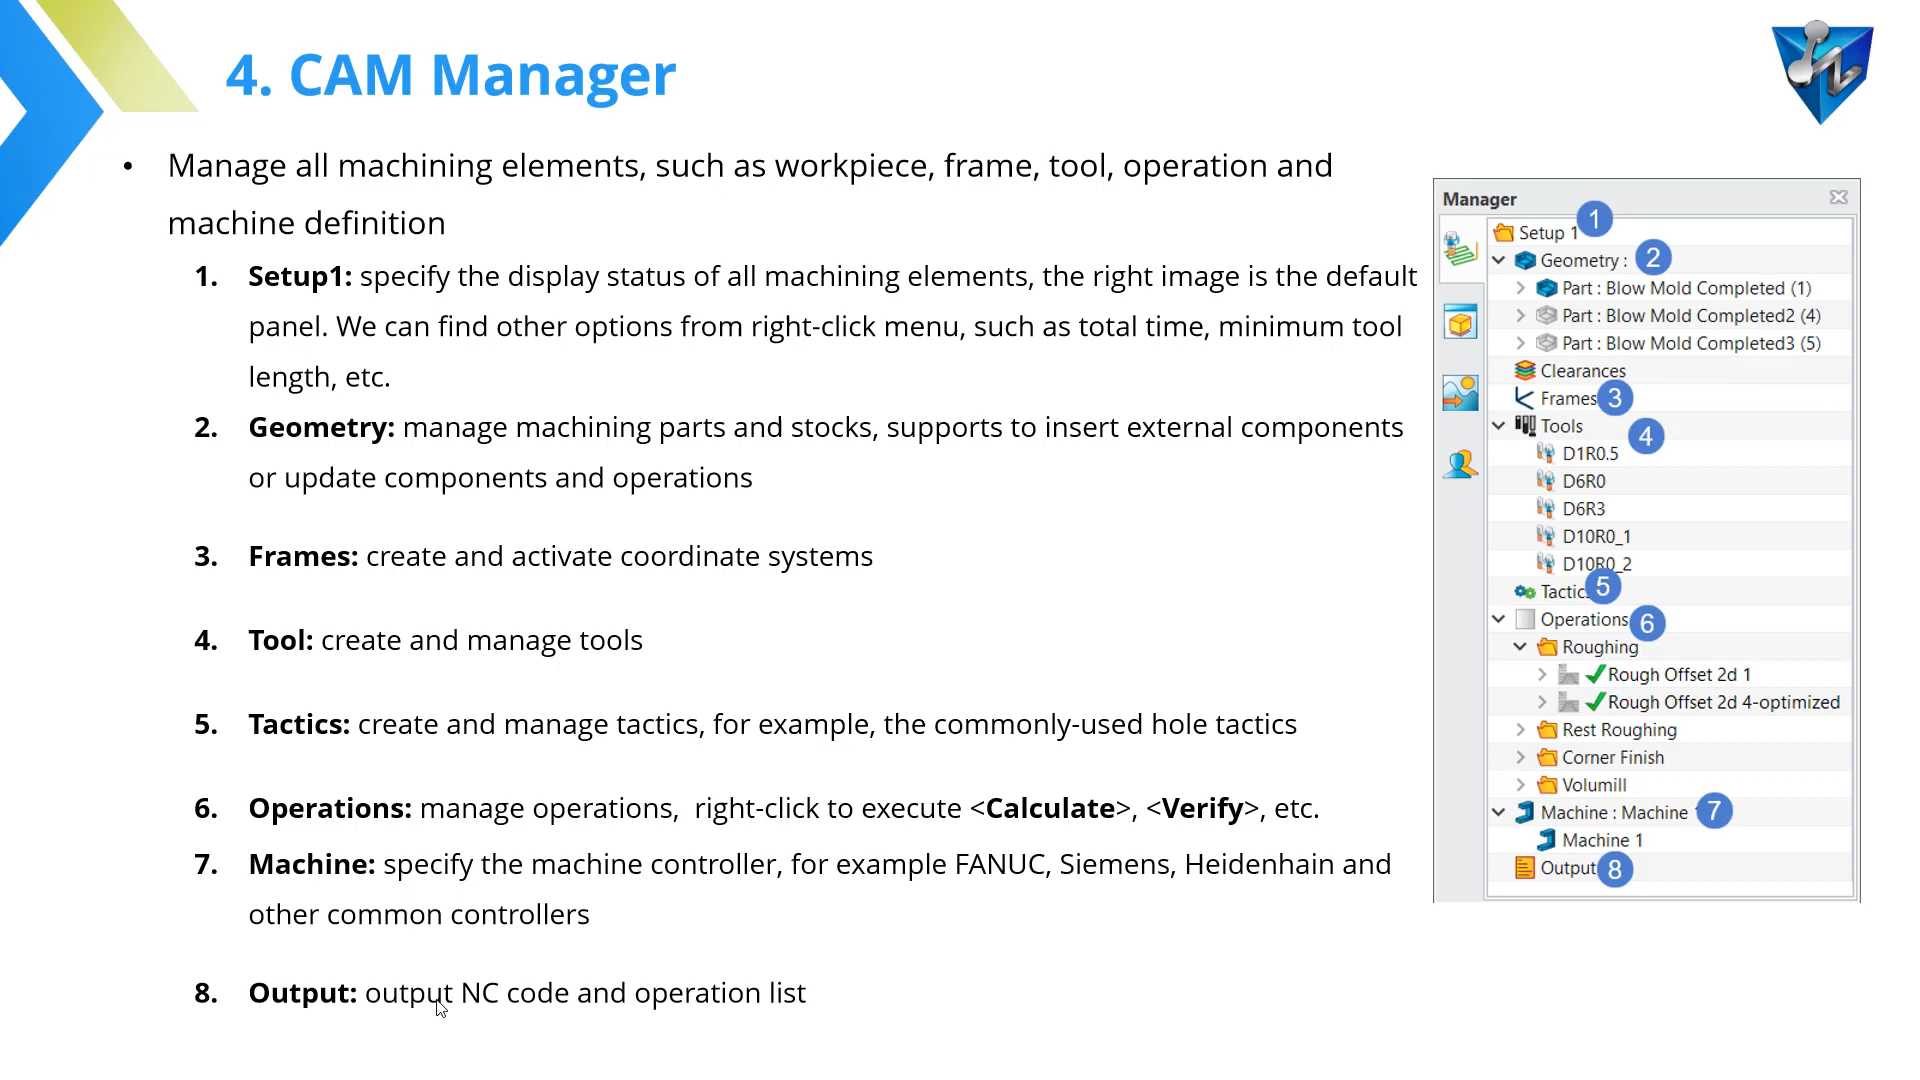 4. CAM Manager
• Manage all machining elements, such as workpiece, frame, tool, operation and
machine definition
1. Setup1: specify the display status of all machining elements, the right image is the default
panel. We can find other options from right-click menu, such as total time, minimum tool
length, etc.
2. Geometry: manage machining parts and stocks, supports to insert external components
or update components and operations
3. Frames: create and activate coordinate systems
4. Tool: create and manage tools
5. Tactics: create and manage tactics, for example, the commonly-used hole tactics
6. Operations: manage operations, right-click to execute <Calculate>, <Verify>, etc.
7. Machine: specify the machine controller, for example FANUC, Siemens, Heidenhain and
other common controllers
8. Output: output NC code and operation list
Manager
Setup 1 1
Geometry : 2
Part : Blow Mold Completed (1)
Part : Blow Mold Completed2 (4)
Part : Blow Mold Completed3 (5)
Clearances
Frames 3
Tools 4
D1R0.5
D6R0
D6R3
D10R0_1
D10R0_2
Tactic 5
Operations 6
Roughing
Rough Offset 2d 1
Rough Offset 2d 4-optimized
Rest Roughing
Corner Finish
Volumill
Machine : Machine 7
Machine 1
Output 8